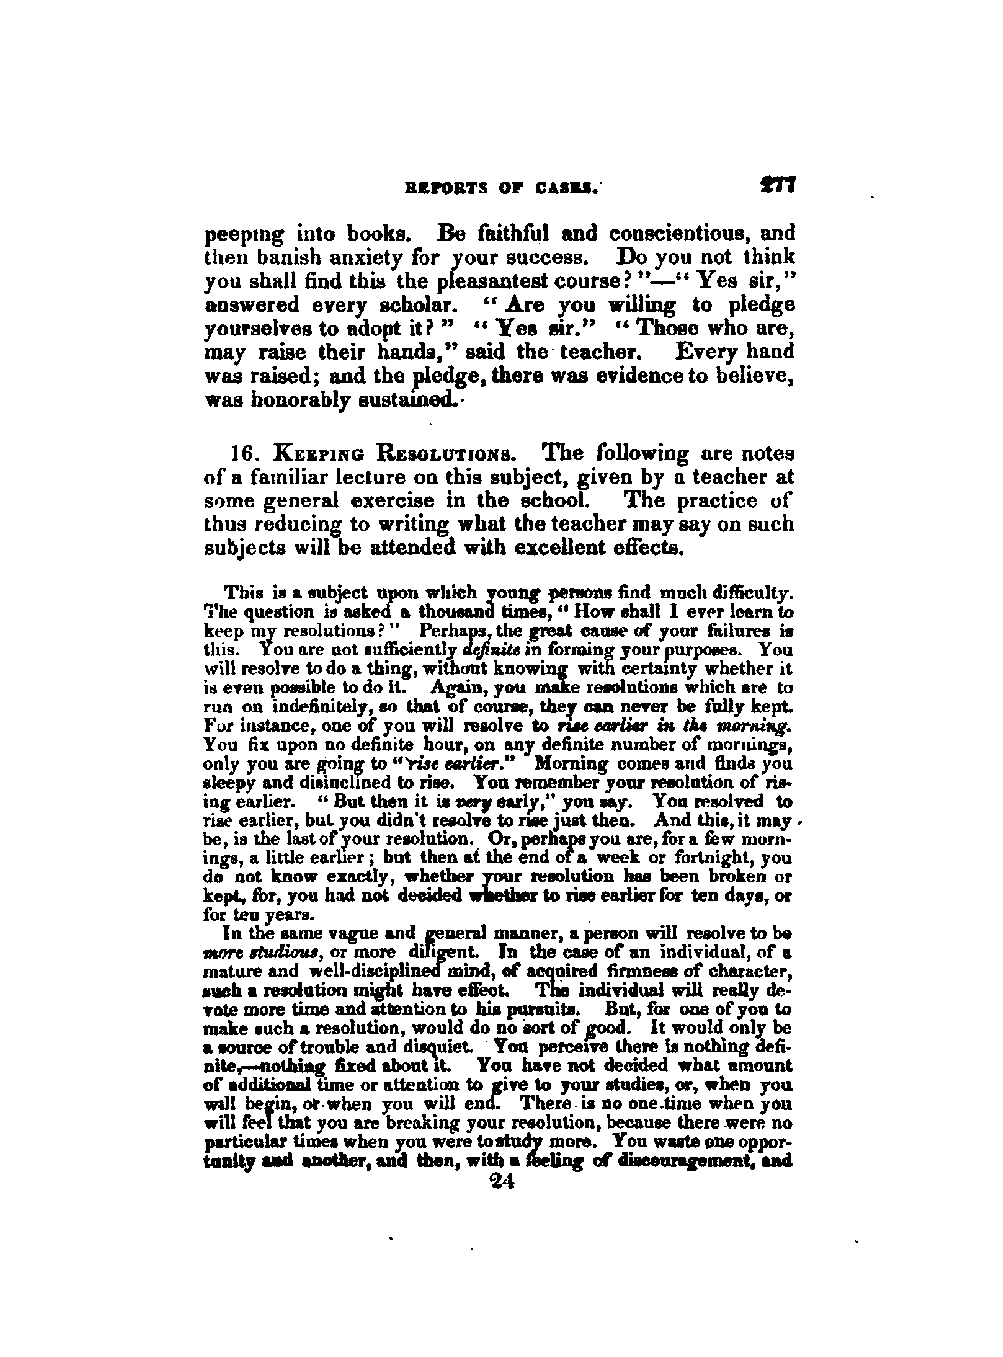 REPORTS OF CASES. 277
peeping into books. Be faithful and conscientious, and
then banish anxiety for your success. Do you not think
you shall find this the pleasantest course?"—"Yes sir,"
answered every scholar. "Are you willing to pledge
yourselves to adopt it?" "Yes sir." "Those who are,
may raise their hands," said the teacher. Every hand
was raised; and the pledge, there was evidence to believe,
was honorably sustained.
16. KEEPING RESOLUTIONS. The following are notes
of a familiar lecture on this subject, given by a teacher at
some general exercise in the school. The practice of
thus reducing to writing what the teacher may say on such
subjects will be attended with excellent effects.
This is a subject upon which young persons find much difficulty.
The question is asked a thousand times, "How shall I ever learn to
keep my resolutions?" Perhaps, the great cause of your failures is
this. You are not sufficiently definite in forming your purposes. You
will resolve to do a thing, without knowing with certainty whether it
is even possible to do it. Again, you make resolutions which are to
run on indefinitely, so that of course, they can never be fully kept.
For instance, one of you will resolve to rise earlier in the morning.
You fix upon no definite hour, on any definite number of mornings,
only you are going to "rise earlier." Morning comes and finds you
sleepy and disinclined to rise. You remember your resolution of ris-
ing earlier. "But then it is very early," you say. You resolved to
rise earlier, but you didn't resolve to rise just then. And this, it may
be, is the last of your resolution. Or, perhaps you are, for a few morn-
ings, a little earlier; but then at the end of a week or fortnight, you
do not know exactly, whether your resolution has been broken or
kept, for, you had not decided whether to rise earlier for ten days, or
for ten years.
In the same vague and general manner, a person will resolve to be
more studious, or more diligent. In the case of an individual, of a
mature and well-disciplined mind, of acquired firmness of character,
such a resolution might have effect. The individual will really de-
vote more time and attention to his pursuits. But, for one of you to
make such a resolution, would do no sort of good. It would only be
a source of trouble and disquiet. You perceive there is nothing defi-
nite,—nothing fixed about it. You have not decided what amount
of additional time or attention to give to your studies, or, when you
will begin, or when you will end. There is no one time when you
will feel that you are breaking your resolution, because there were no
particular times when you were to study more. You waste one oppor-
tunity and another, and then, with a feeling of discouragement, and
24